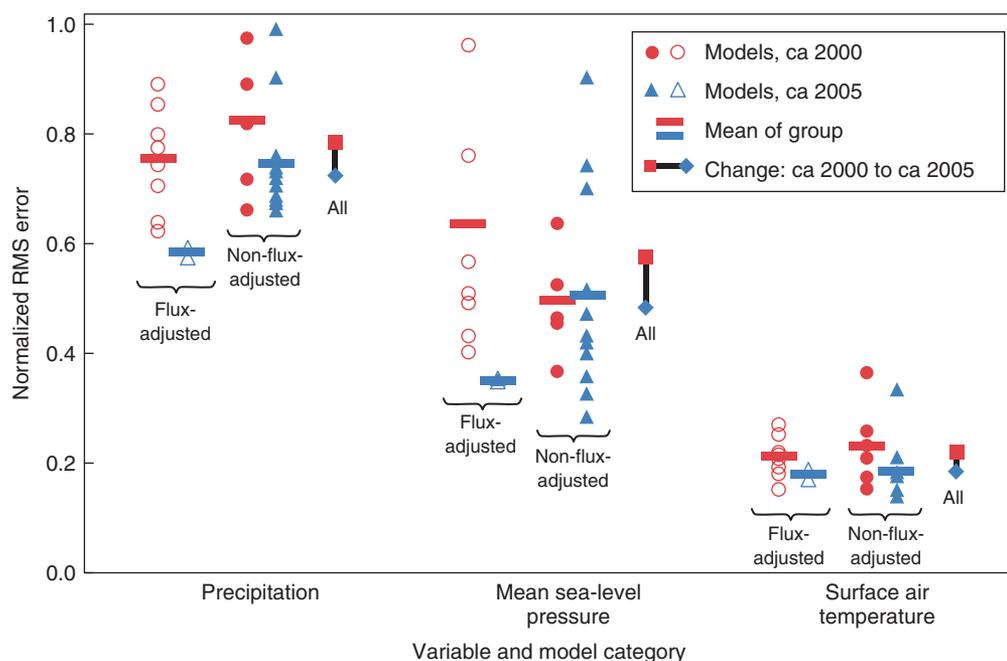 Normalized RMS error
1.0
0.8
0.6
0.4
0.2
0.0
Models, ca 2000
Models, ca 2005
Mean of group
Change: ca 2000 to ca 2005
Flux-
adjusted
Non-flux-
adjusted
All
Flux-
adjusted
Non-flux-
adjusted
All
Flux-
adjusted
Non-flux-
adjusted
All
Precipitation
Mean sea-level
pressure
Surface air
temperature
Variable and model category